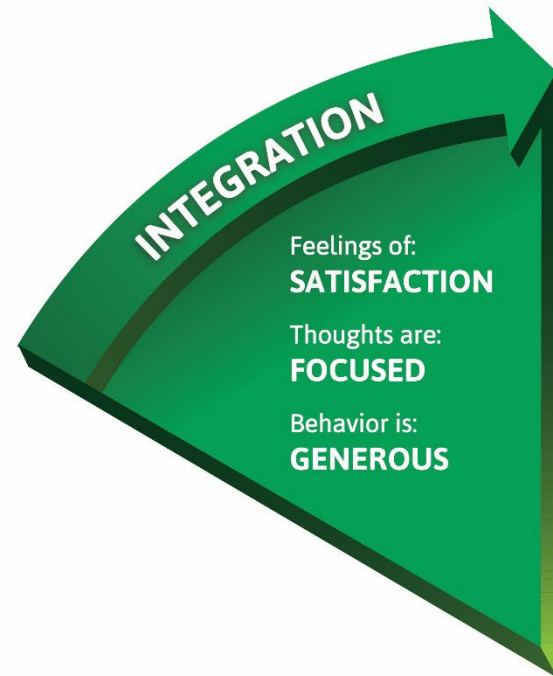 INTEGRATION
Feelings of:
SATISFACTION
Thoughts are:
FOCUSED
Behavior is:
GENEROUS